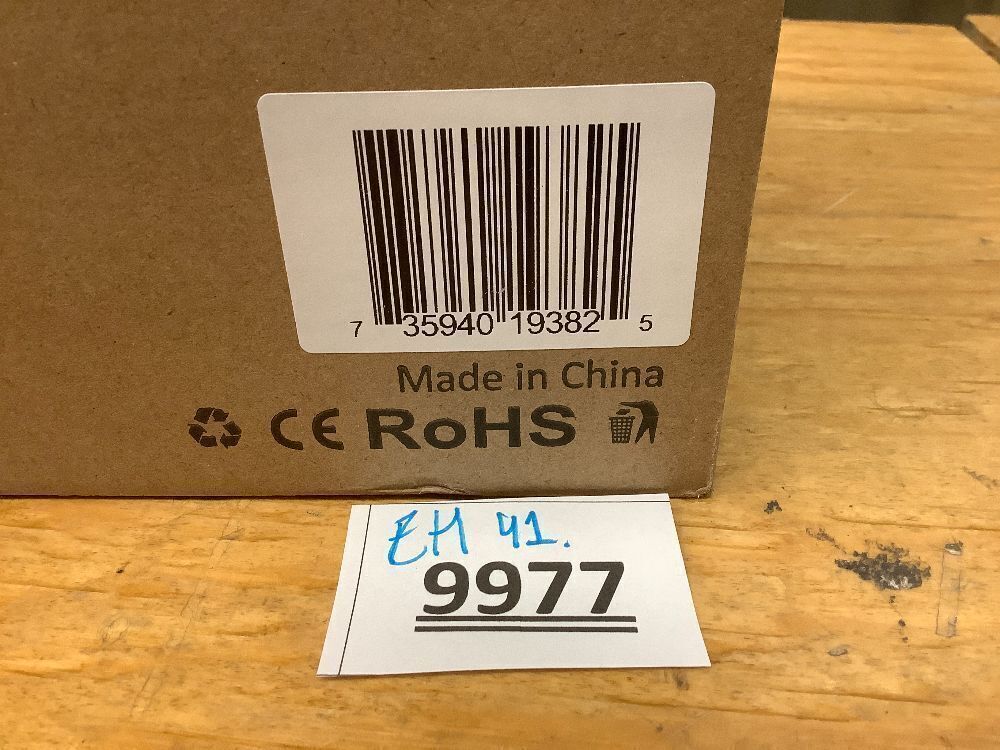 7 35940 19382 5
Made in China
CE RoHS
EH 41.
9977